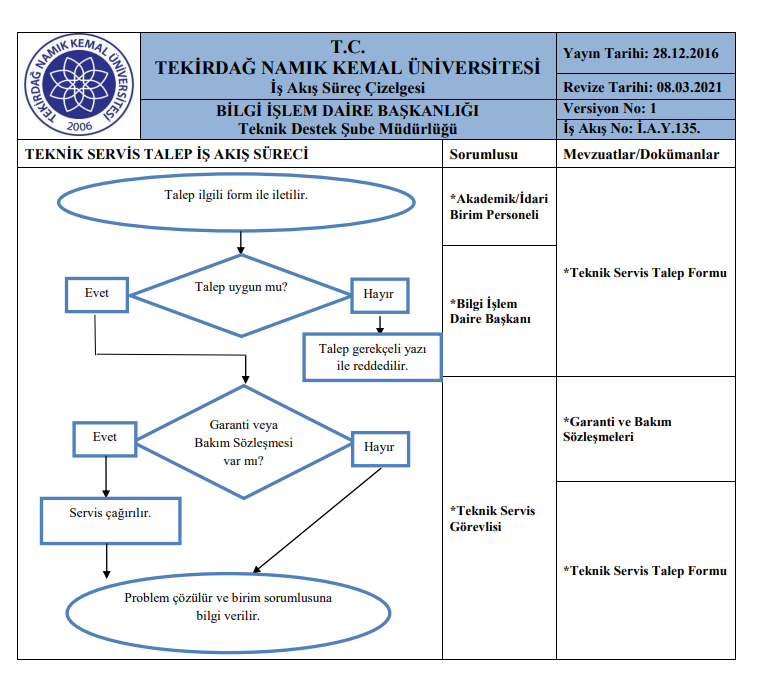 TEKİRDAĞ NAMIK KEMAL ÜNİVERSİTESİ
2006
T.C.
TEKİRDAĞ NAMIK KEMAL ÜNİVERSİTESİ
İş Akış Süreç Çizelgesi
BİLGİ İŞLEM DAİRE BAŞKANLIĞI
Teknik Destek Şube Müdürlüğü
Yayın Tarihi: 28.12.2016
Revize Tarihi: 08.03.2021
Versiyon No: 1
İş Akış No: İ.A.Y.135.
TEKNİK SERVİS TALEP İŞ AKIŞ SÜRECİ
Sorumlusu
Mevzuatlar/Dokümanlar
Talep ilgili form ile iletilir.
*Akademik/İdari
Birim Personeli
Talep uygun mu?
Evet
Hayır
*Teknik Servis Talep Formu
*Bilgi İşlem
Daire Başkanı
Talep gerekçeli yazı
ile reddedilir.
Garanti veya
Bakım Sözleşmesi
var mı?
Evet
Hayır
*Garanti ve Bakım
Sözleşmeleri
Servis çağırılır.
*Teknik Servis
Görevlisi
*Teknik Servis Talep Formu
Problem çözülür ve birim sorumlusuna
bilgi verilir.